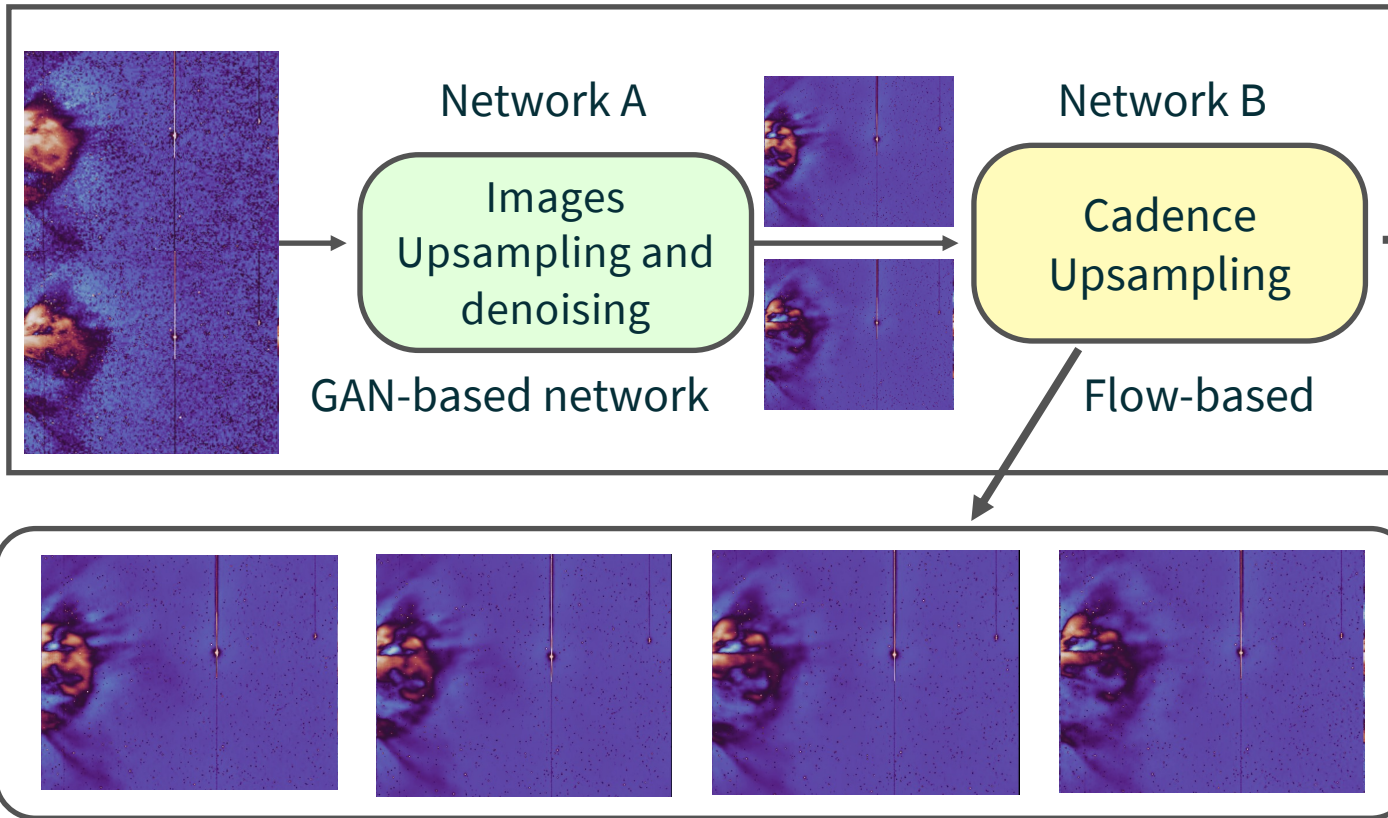 Network A
Images
Upsampling and
denoising
GAN-based network
Network B
Cadence
Upsampling
Flow-based